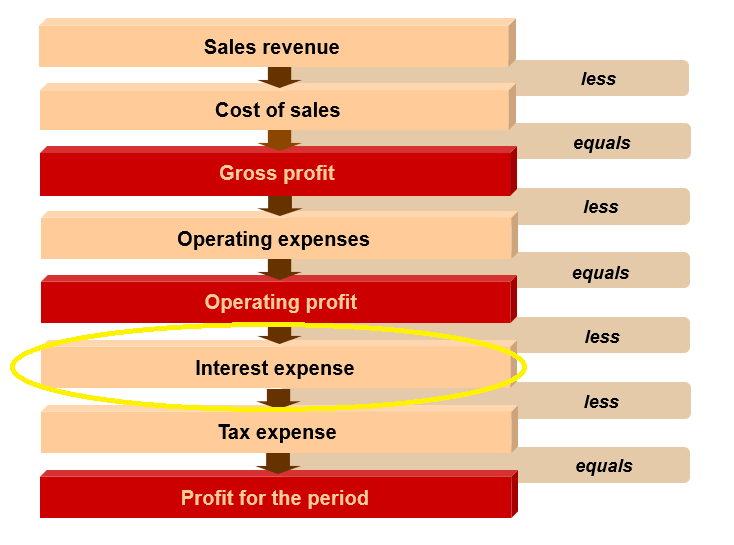 Sales revenue
less
Cost of sales
equals
Gross profit
less
Operating expenses
equals
Operating profit
less
Interest expense
less
Tax expense
equals
Profit for the period